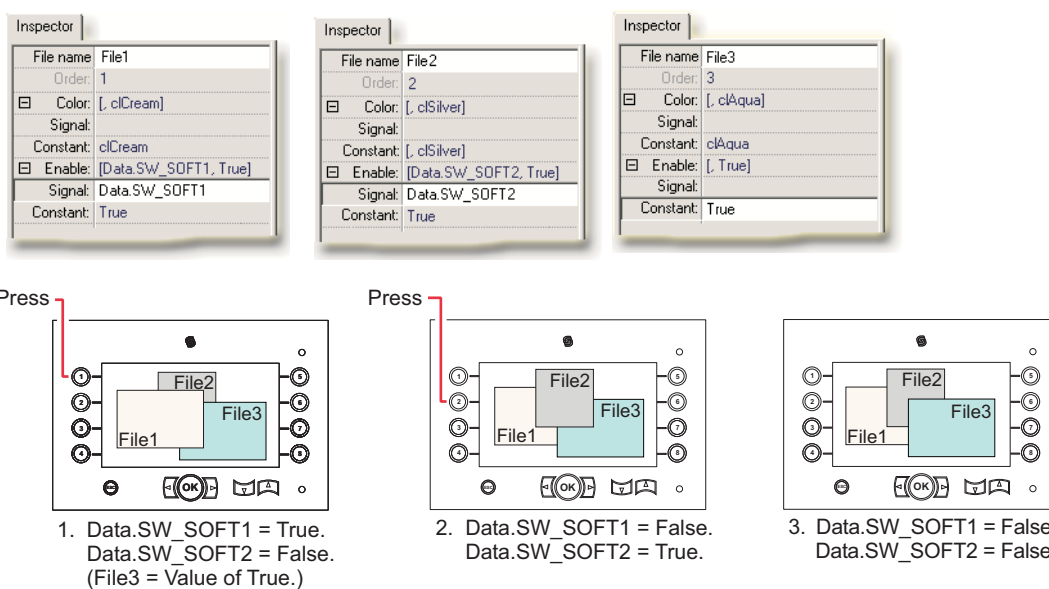 Inspector
File name File1
Order: 1
Color: [, clCream]
Signal:
Constant: clCream
Enable: [Data.SW_SOFT1, True]
Signal: Data.SW_SOFT1
Constant: True
Inspector
File name File2
Order: 2
Color: [, clSilver]
Signal:
Constant: [, clSilver]
Enable: [Data.SW_SOFT2, True]
Signal: Data.SW_SOFT2
Constant: True
Inspector
File name File3
Order: 3
Color: [, clAqua]
Signal:
Constant: clAqua
Enable: [, True]
Signal:
Constant: True
Press
1 5
2 6
3 7
4 8
File2
File3
File1
OK
1. Data.SW_SOFT1 = True.
Data.SW_SOFT2 = False.
(File3 = Value of True.)
Press
1 5
2 6
3 7
4 8
File2
File3
File1
OK
2. Data.SW_SOFT1 = False.
Data.SW_SOFT2 = True.
1 5
2 6
3 7
4 8
File2
File3
File1
OK
3. Data.SW_SOFT1 = False
Data.SW_SOFT2 = False